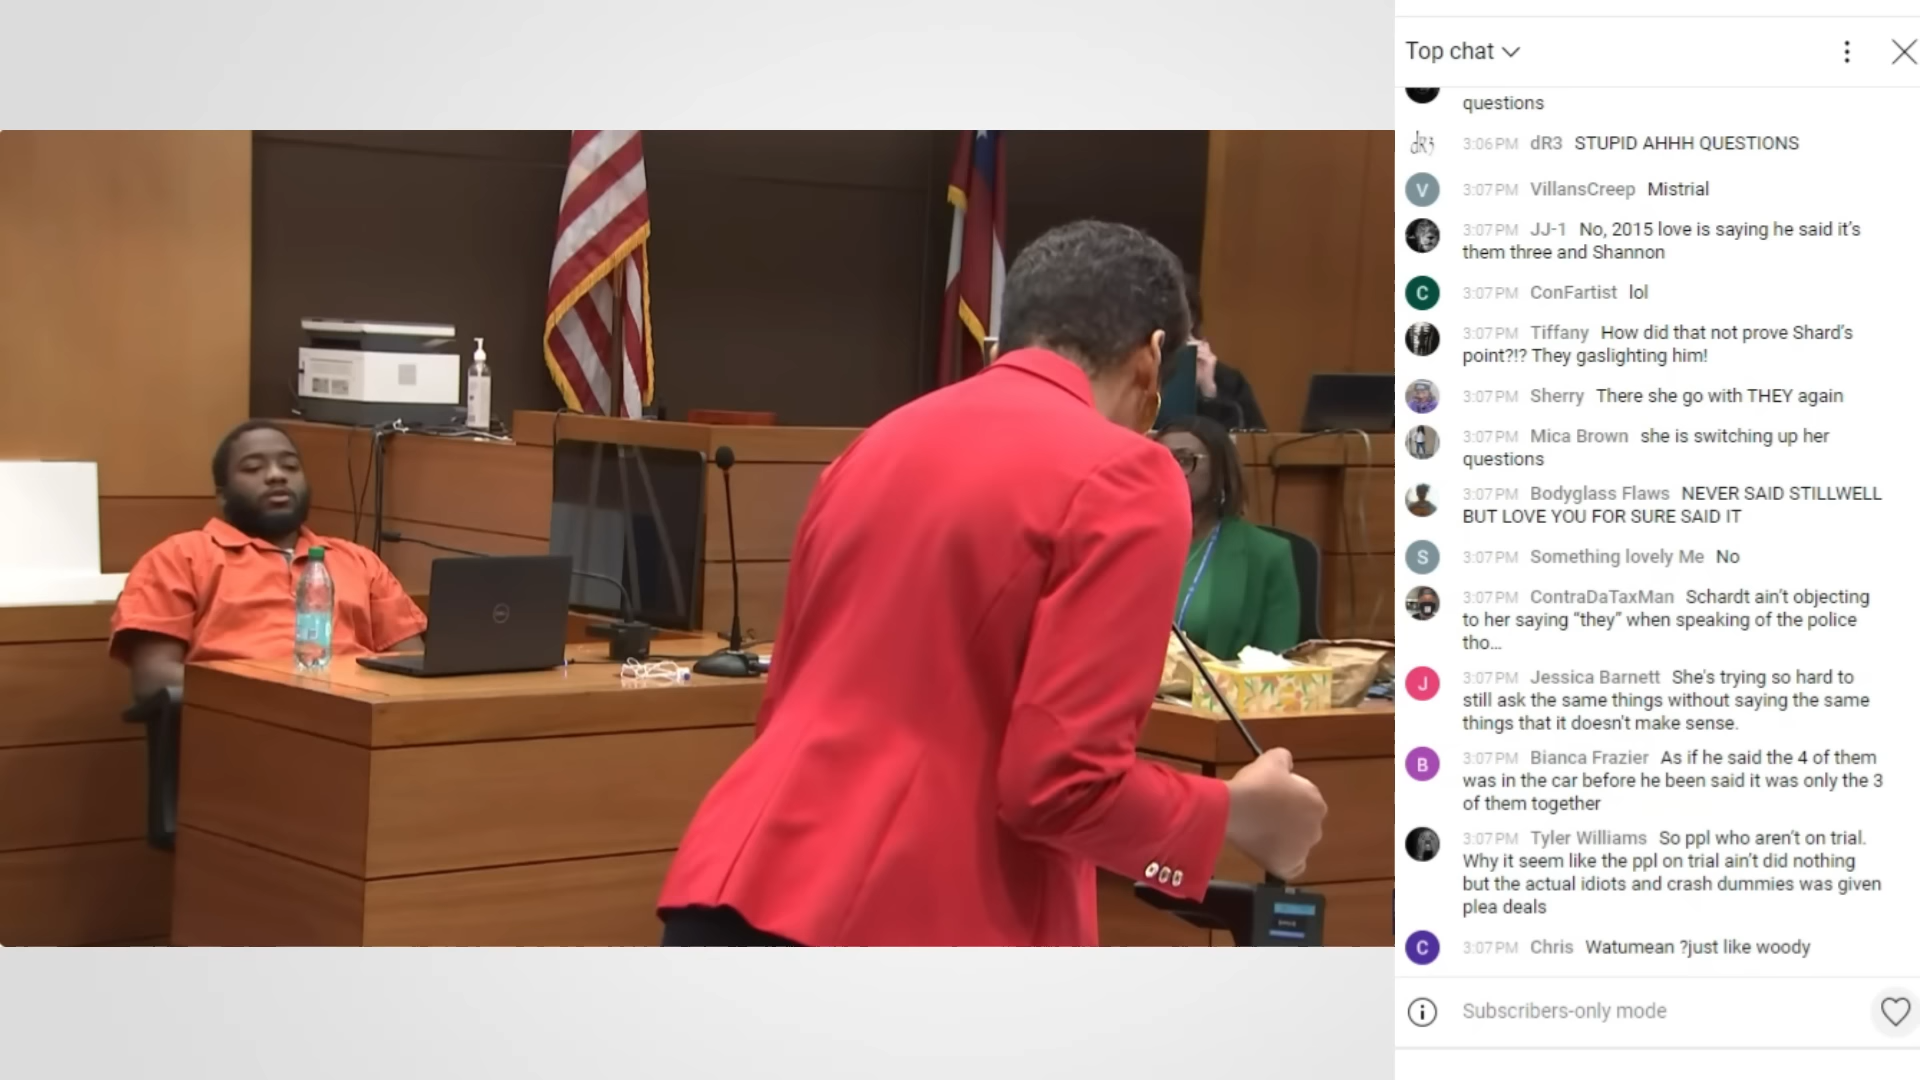 Top chat
questions
3:06 PM dR3 STUPID AHHH QUESTIONS
V 3:07 PM VillansCreep Mistrial
3:07 PM JJ-1 No, 2015 love is saying he said it's
them three and Shannon
C 3:07 PM ConFartist lol
3:07 PM Tiffany How did that not prove Shard's
point?!? They gaslighting him!
3:07 PM Sherry There she go with THEY again
3:07 PM Mica Brown she is switching up her
questions
3:07 PM Bodyglass Flaws NEVER SAID STILLWELL
BUT LOVE YOU FOR SURE SAID IT
S 3:07 PM Something lovely Me No
3:07 PM ContraDaTaxMan Schardt ain't objecting
to her saying “they” when speaking of the police
tho...
J 3:07 PM Jessica Barnett She's trying so hard to
still ask the same things without saying the same
things that it doesn't make sense.
B 3:07 PM Bianca Frazier As if he said the 4 of them
was in the car before he been said it was only the 3
of them together
3:07 PM Tyler Williams So ppl who aren't on trial.
Why it seem like the ppl on trial ain't did nothing
but the actual idiots and crash dummies was given
plea deals
C 3:07 PM Chris Watumean ?just like woody
Subscribers-only mode